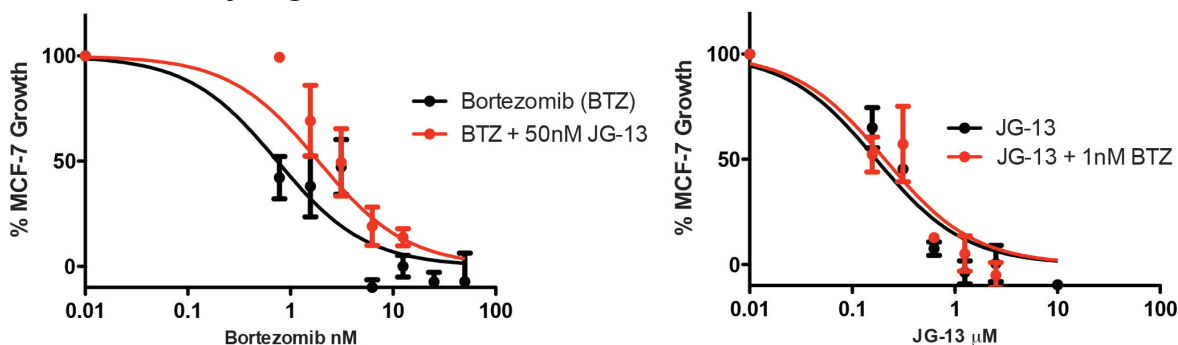 % MCF-7 Growth
100
50
0
0.01
0.1
1
10
100
Bortezomib nM
Bortezomib (BTZ)
BTZ + 50nM JG-13
% MCF-7 Growth
100
50
0
0.01
0.1
1
10
100
JG-13 μM
JG-13
JG-13 + 1nM BTZ